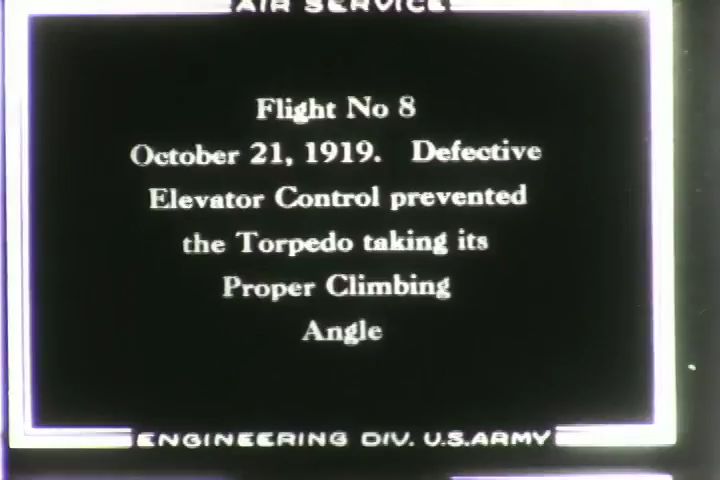 AIR SERVICE
Flight No 8
October 21, 1919. Defective
Elevator Control prevented
the Torpedo taking its
Proper Climbing
Angle
ENGINEERING DIV. U.S.ARMY